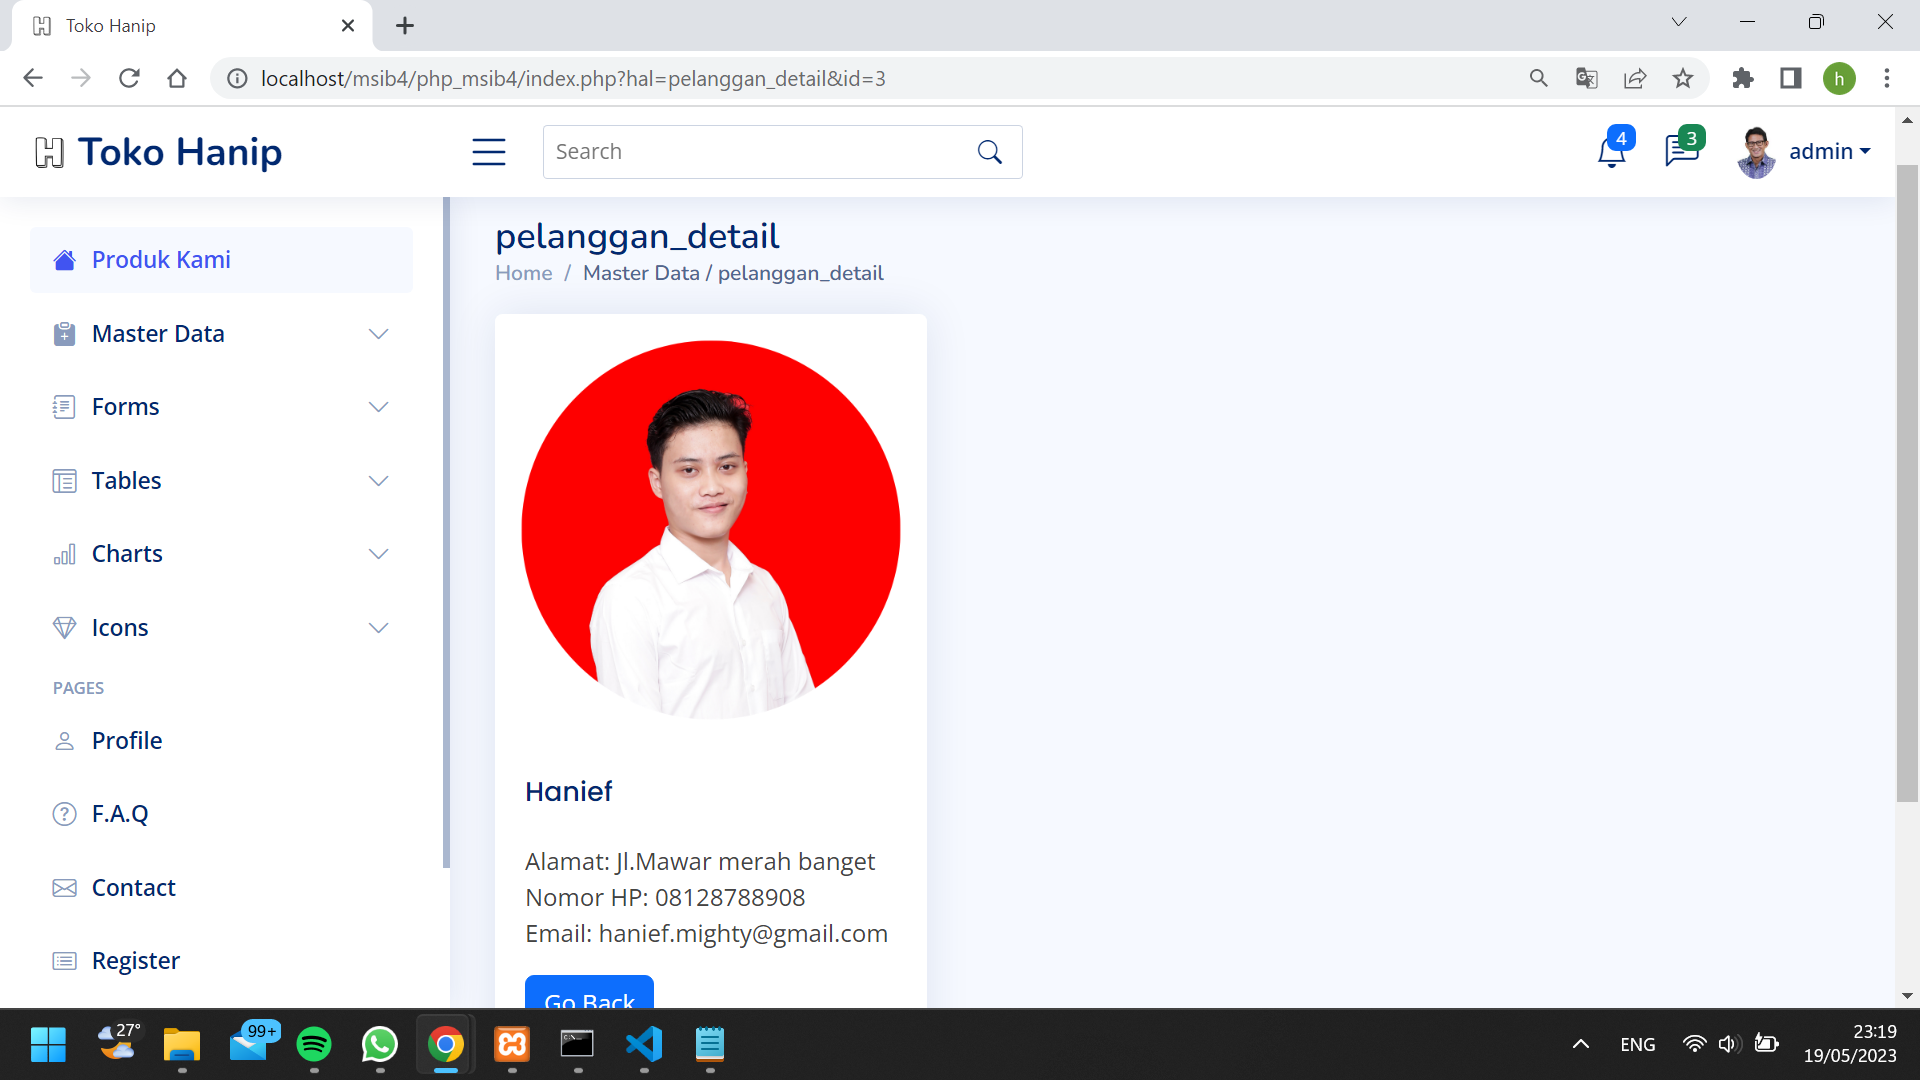 Toko Hanip
localhost/msib4/php_msib4/index.php?hal=pelanggan_detail&id=3
h
H Toko Hanip
Search
4
3
admin
Produk Kami
Master Data
Forms
Tables
Charts
Icons
PAGES
Profile
F.A.Q
Contact
Register
pelanggan_detail
Home / Master Data / pelanggan_detail
Hanief
Alamat: Jl.Mawar merah banget
Nomor HP: 08128788908
Email: hanief.mighty@gmail.com
Go Back
27°
99+
ENG
23:19
19/05/2023